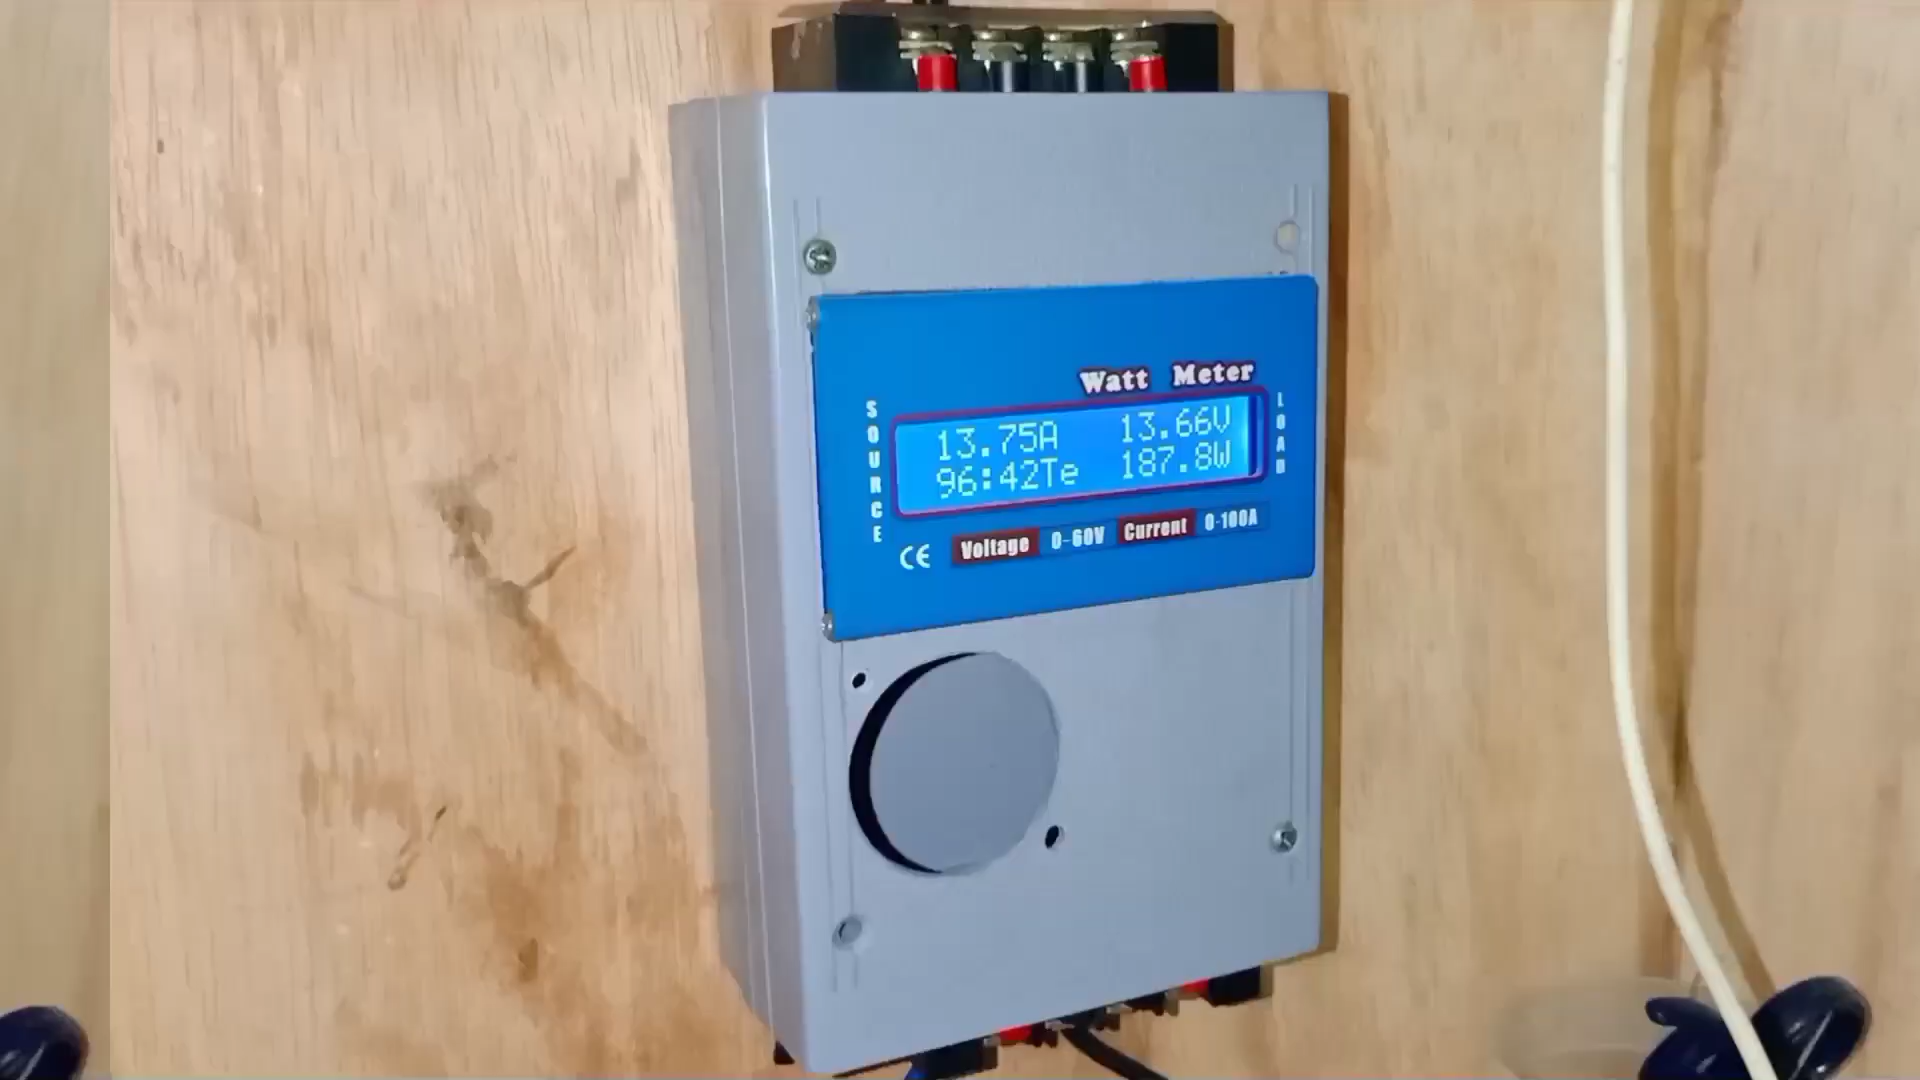 Watt Meter
SOURCE
13.75A 13.66V
96:42Te 187.8W
LOAD
CE Voltage 0-60V Current 0-100A